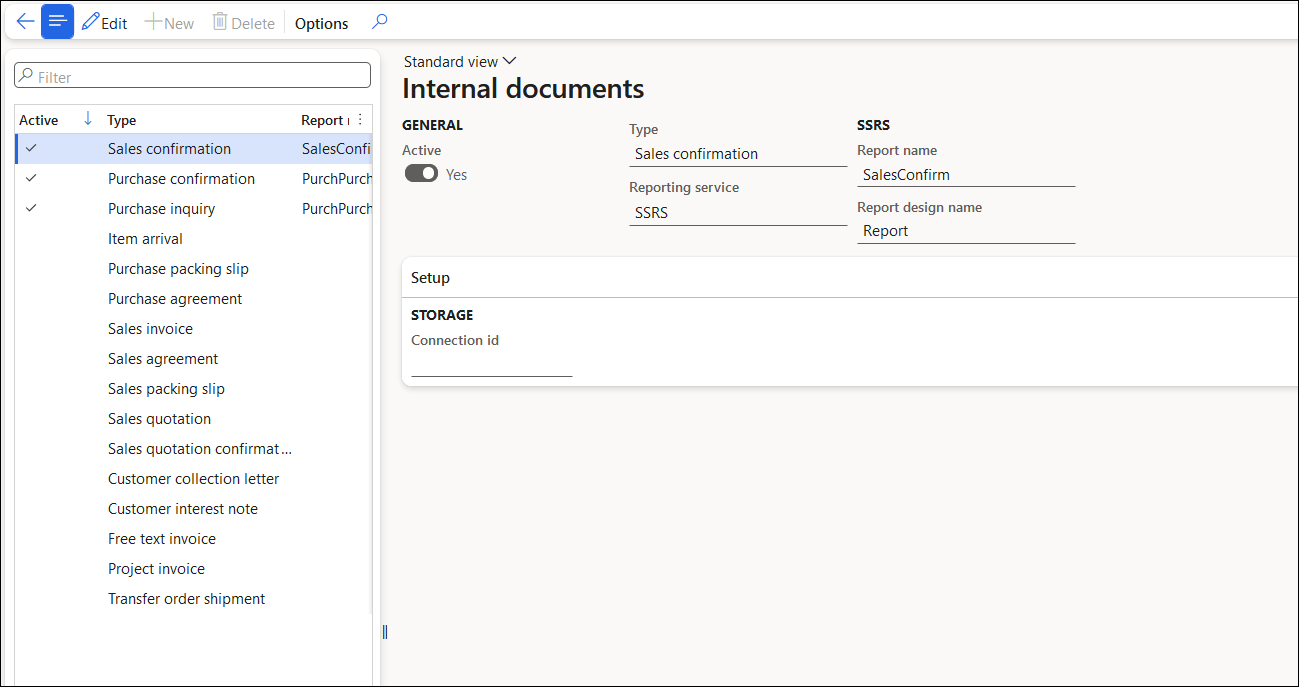 Edit New Delete Options
Filter
Active Type Report
Sales confirmation SalesConfi
Purchase confirmation PurchPurch
Purchase inquiry PurchPurch
Item arrival
Purchase packing slip
Purchase agreement
Sales invoice
Sales agreement
Sales packing slip
Sales quotation
Sales quotation confirmat...
Customer collection letter
Customer interest note
Free text invoice
Project invoice
Transfer order shipment
Standard view
Internal documents
GENERAL
Active
Yes
Type
Sales confirmation
Reporting service
SSRS
SSRS
Report name
SalesConfirm
Report design name
Report
Setup
STORAGE
Connection id